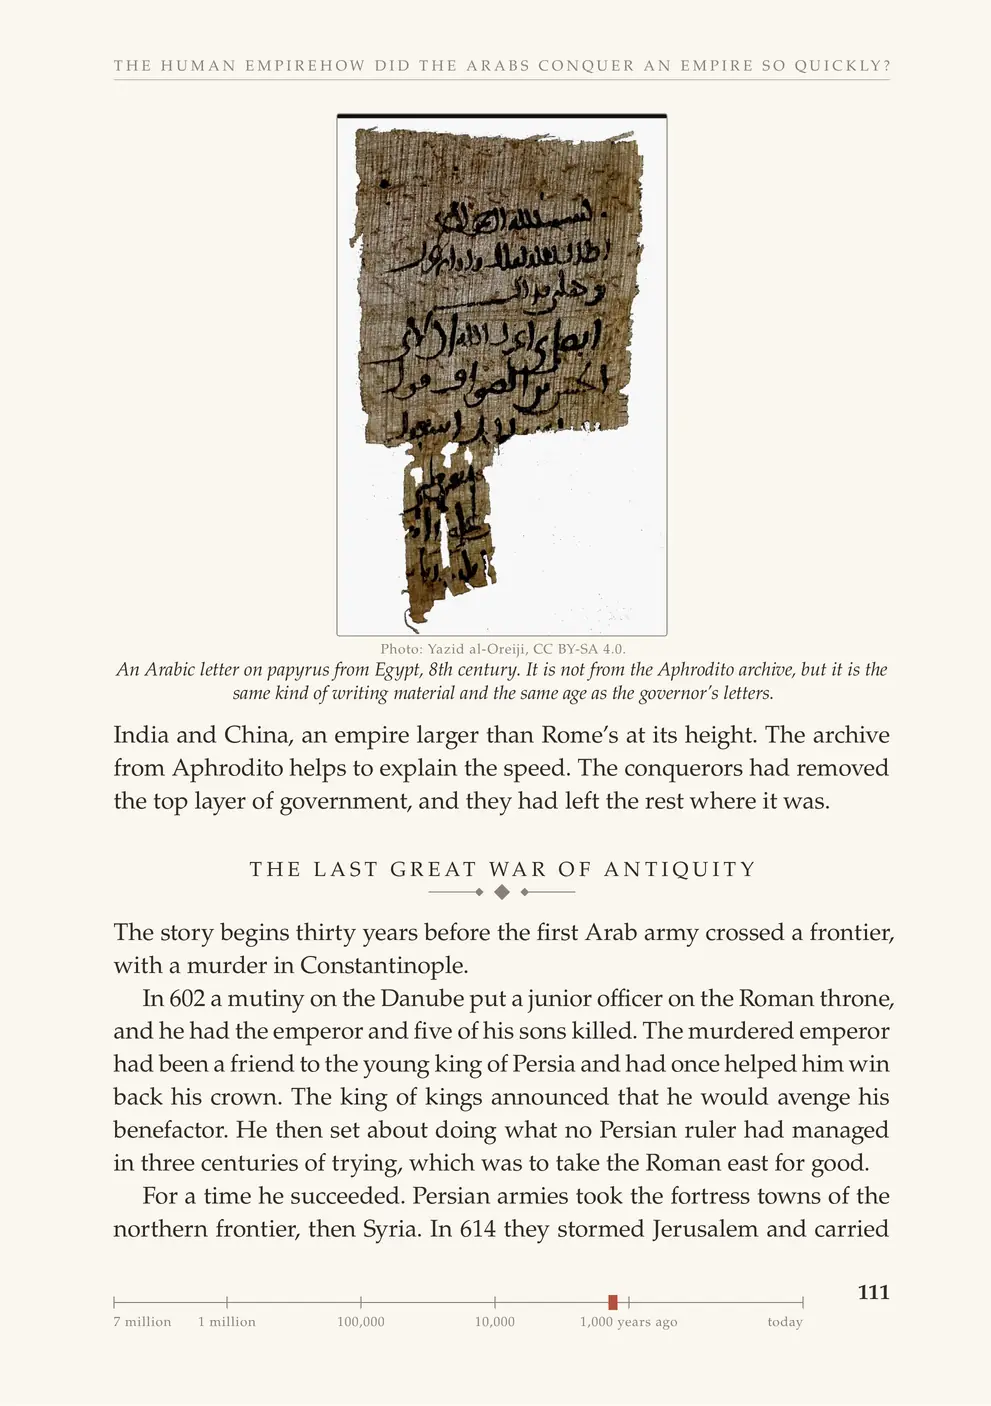 THE HUMAN EMPIREHOW DID THE ARABS CONQUER AN EMPIRE SO QUICKLY?
Photo: Yazid al-Oreiji, CC BY-SA 4.0.
An Arabic letter on papyrus from Egypt, 8th century. It is not from the Aphrodito archive, but it is the
same kind of writing material and the same age as the governor’s letters.
India and China, an empire larger than Rome’s at its height. The archive
from Aphrodito helps to explain the speed. The conquerors had removed
the top layer of government, and they had left the rest where it was.
THE LAST GREAT WAR OF ANTIQUITY
The story begins thirty years before the first Arab army crossed a frontier,
with a murder in Constantinople.
In 602 a mutiny on the Danube put a junior officer on the Roman throne,
and he had the emperor and five of his sons killed. The murdered emperor
had been a friend to the young king of Persia and had once helped him win
back his crown. The king of kings announced that he would avenge his
benefactor. He then set about doing what no Persian ruler had managed
in three centuries of trying, which was to take the Roman east for good.
For a time he succeeded. Persian armies took the fortress towns of the
northern frontier, then Syria. In 614 they stormed Jerusalem and carried
111
7 million 1 million 100,000 10,000 1,000 years ago today